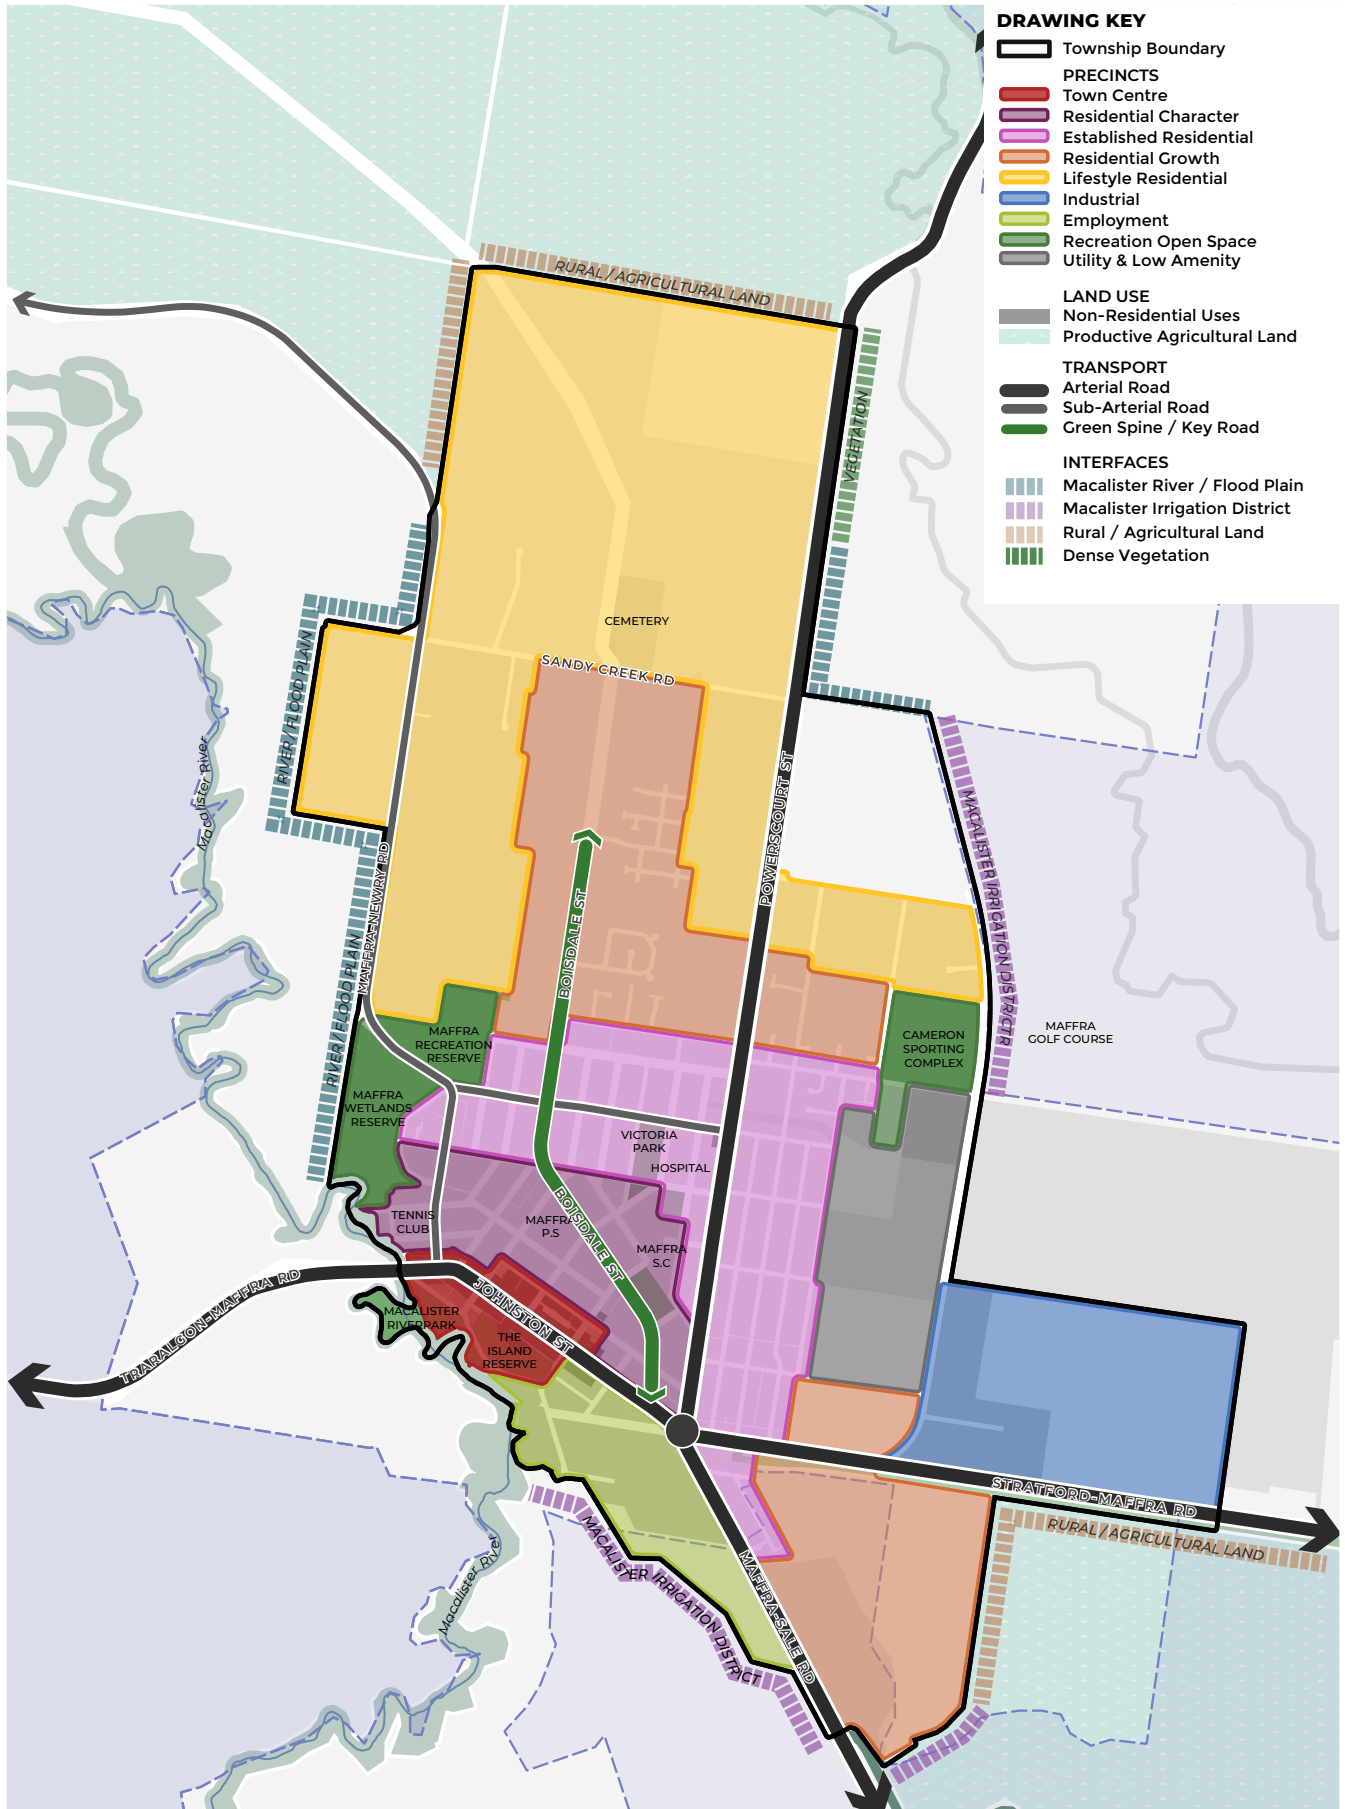 DRAWING KEY
Township Boundary
PRECINCTS
Town Centre
Residential Character
Established Residential
Residential Growth
Lifestyle Residential
Industrial
Employment
Recreation Open Space
Utility & Low Amenity
LAND USE
Non-Residential Uses
Productive Agricultural Land
TRANSPORT
Arterial Road
Sub-Arterial Road
Green Spine / Key Road
INTERFACES
Macalister River / Flood Plain
Macalister Irrigation District
Rural / Agricultural Land
Dense Vegetation
RURAL / AGRICULTURAL LAND
VEGETATION
CEMETERY
SANDY CREEK RD
RIVER / FLOOD PLAIN
Macalister River
POWERSCOURT ST
MACALISTER IRRIGATION DISTRICTR
MAFFRA-NEWRY RD
BOISDALE ST
RIVER / FLOOD PLAIN
MAFFRA
RECREATION
RESERVE
CAMERON
SPORTING
COMPLEX
MAFFRA
GOLF COURSE
MAFFRA
WETLANDS
RESERVE
VICTORIA
PARK
HOSPITAL
TENNIS
CLUB
MAFFRA
P.S
BOISDALE ST
MAFFRA
S.C
TRARALGON-MAFFRA RD
JOHNSTON ST
MACALISTER
RIVERPARK
THE
ISLAND
RESERVE
STRATFORD-MAFFRA RD
RURAL / AGRICULTURAL LAND
MACALISTER IRRIGATION DISTRICT
MAFFRA-SALE RD
Macalister River